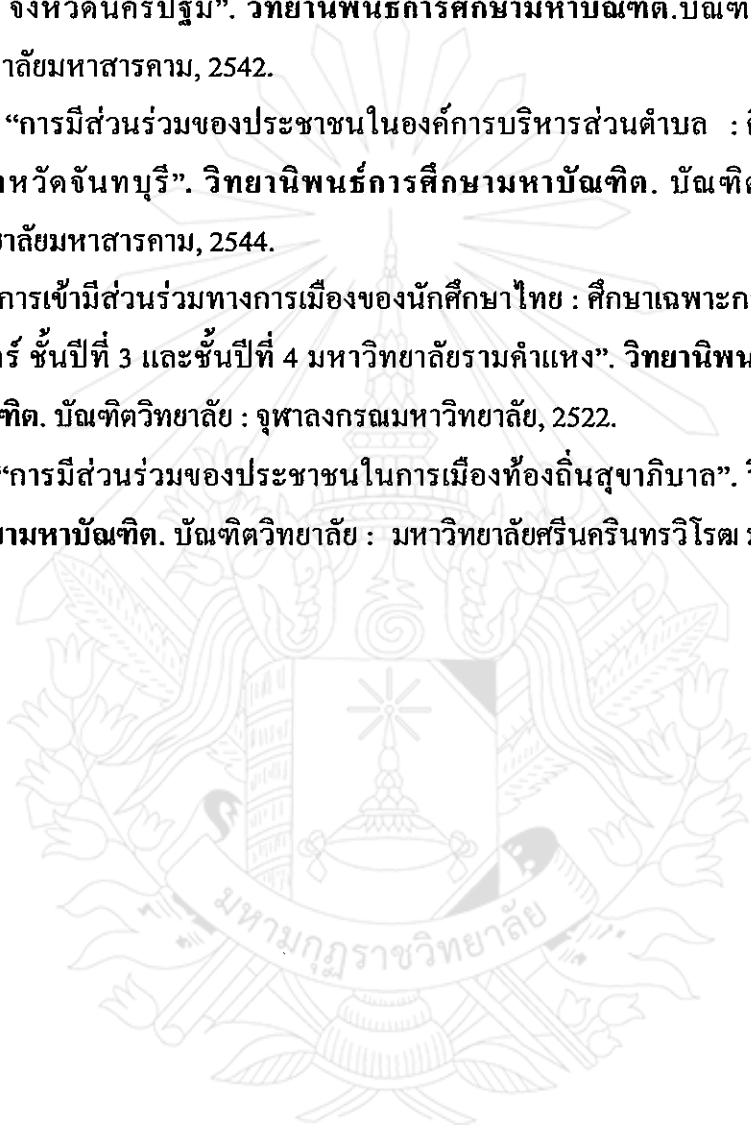 จังหวัดนครปฐม”. วิทยานิพนธ์การศึกษามหาบัณฑิต.บัณฑ
าลัยมหาสารคาม, 2542.
“การมีส่วนร่วมของประชาชนในองค์การบริหารส่วนตำบล :
หวัดจันทบุรี”. วิทยานิพนธ์การศึกษามหาบัณฑิต. บัณฑิต
าลัยมหาสารคาม, 2544.
การเข้ามีส่วนร่วมทางการเมืองของนักศึกษาไทย : ศึกษาเฉพาะก
ร์ ชั้นปีที่ 3 และชั้นปีที่ 4 มหาวิทยาลัยรามคำแหง”. วิทยานิพน
ฑิต. บัณฑิตวิทยาลัย : จุฬาลงกรณมหาวิทยาลัย, 2522.
“การมีส่วนร่วมของประชาชนในการเมืองท้องถิ่นสุขาภิบาล”.
ามหาบัณฑิต. บัณฑิตวิทยาลัย : มหาวิทยาลัยศรีนครินทรวิโรฒ
มหามกุฏราชวิทยาลัย